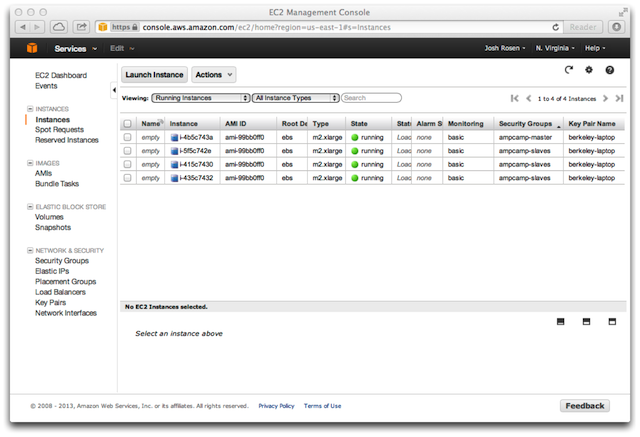 EC2 Management Console
https console.aws.amazon.com/ec2/home?region=us-east-1#s=Instances Reader
Services Edit Josh Rosen N. Virginia Help
EC2 Dashboard
Events
INSTANCES
Instances
Spot Requests
Reserved Instances
IMAGES
AMIs
Bundle Tasks
ELASTIC BLOCK STORE
Volumes
Snapshots
NETWORK & SECURITY
Security Groups
Elastic IPs
Placement Groups
Load Balancers
Key Pairs
Network Interfaces
Launch Instance Actions
Viewing: Running Instances All Instance Types Search 1 to 4 of 4 Instances
Name Instance AMI ID Root De Type State Stat Alarm S Monitoring Security Groups Key Pair Name
empty i-4b5c743a ami-99bb0ff0 ebs m2.xlarge running Load none basic ampcamp-master berkeley-laptop
empty i-5f5c742e ami-99bb0ff0 ebs m2.xlarge running Load none basic ampcamp-slaves berkeley-laptop
empty i-415c7430 ami-99bb0ff0 ebs m2.xlarge running Load none basic ampcamp-slaves berkeley-laptop
empty i-435c7432 ami-99bb0ff0 ebs m2.xlarge running Load none basic ampcamp-slaves berkeley-laptop
No EC2 Instances selected.
Select an instance above
© 2008 - 2013, Amazon Web Services, Inc. or its affiliates. All rights reserved. Privacy Policy Terms of Use Feedback